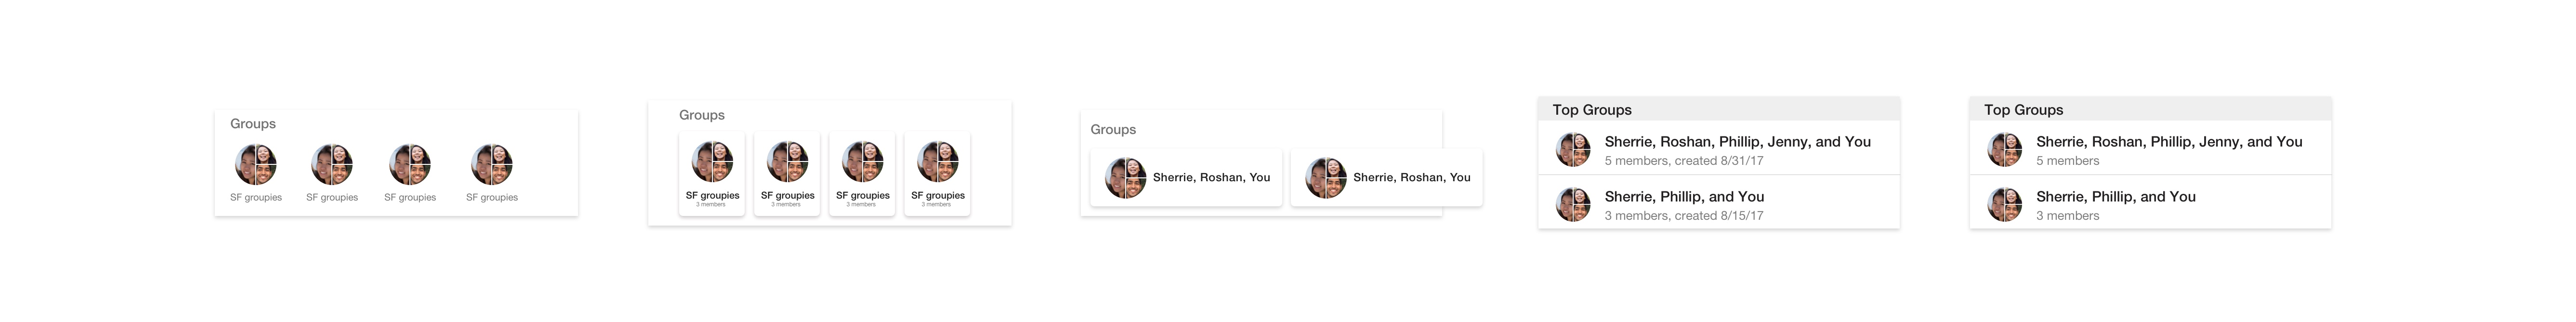 Groups
SF groupies SF groupies SF groupies SF groupies
Groups
SF groupies SF groupies SF groupies SF groupies
3 members 3 members 3 members 3 members
Groups
Sherrie, Roshan, You Sherrie, Roshan, You
Top Groups
Sherrie, Roshan, Phillip, Jenny, and You
5 members, created 8/31/17
Sherrie, Phillip, and You
3 members, created 8/15/17
Top Groups
Sherrie, Roshan, Phillip, Jenny, and You
5 members
Sherrie, Phillip, and You
3 members